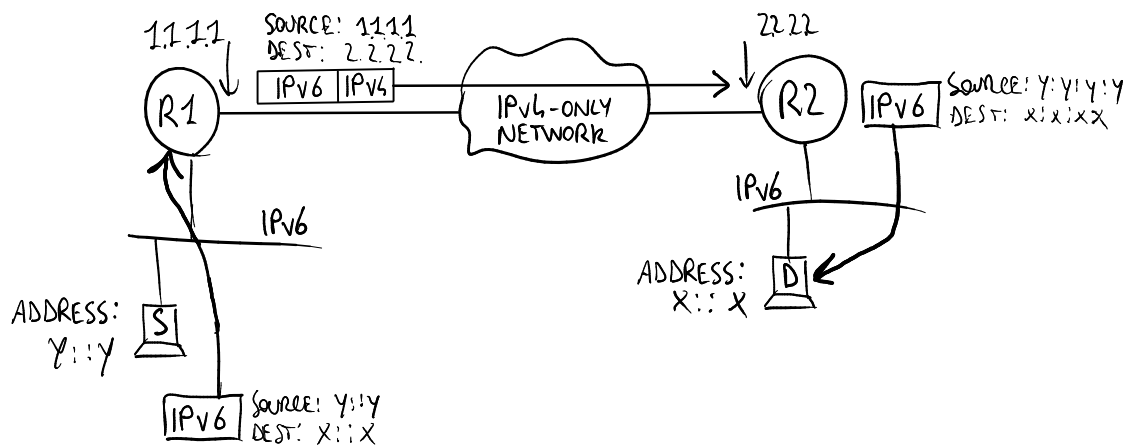 1.1.1.1
SOURCE: 1.1.1.1
DEST: 2.2.2.2.
2.2.2.2
R1
IPv6 IPv4
IPv4-ONLY
NETWORK
R2
IPv6
SOURCE: Y:Y:Y:Y
DEST: X:X:XX
IPv6
IPv6
ADDRESS:
Y::Y
S
ADDRESS:
X::X
D
IPv6
SOURCE: Y::Y
DEST: X::X